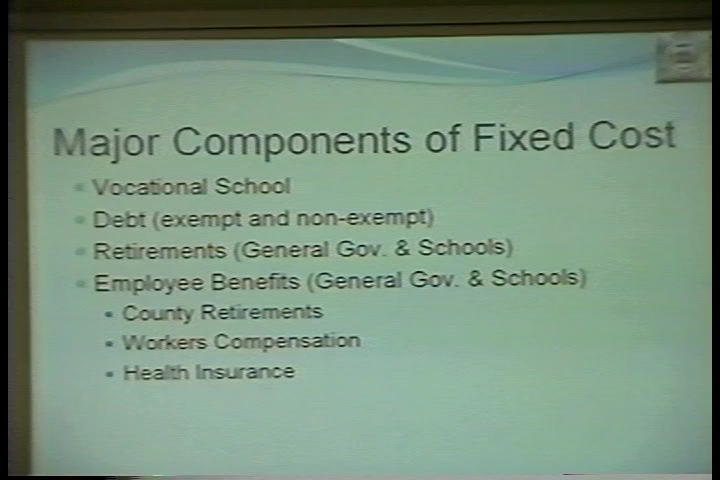 Major Components of Fixed Cost
Vocational School
Debt (exempt and non-exempt)
Retirements (General Gov. & Schools)
Employee Benefits (General Gov. & Schools)
County Retirements
Workers Compensation
Health Insurance